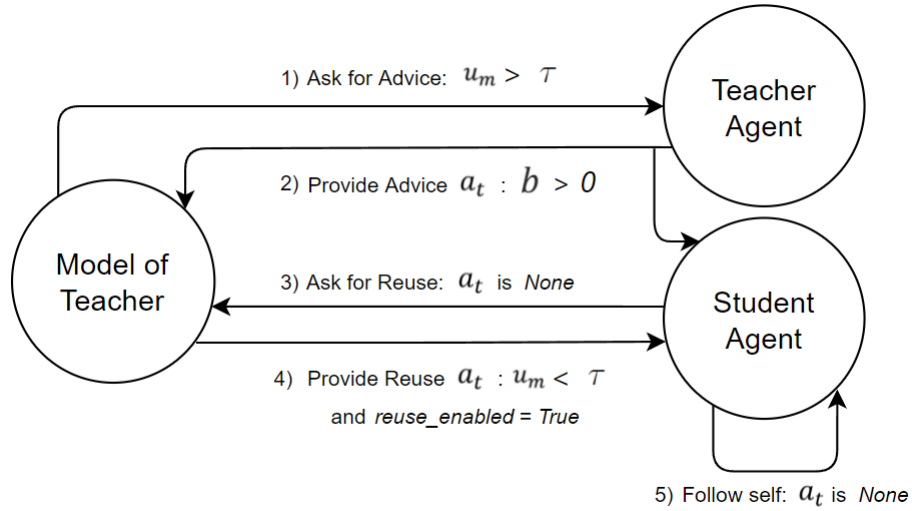 1) Ask for Advice: u_m > τ
Teacher
Agent
2) Provide Advice a_t : b > 0
Model of
Teacher
3) Ask for Reuse: a_t is None
Student
Agent
4) Provide Reuse a_t : u_m < τ
and reuse_enabled = True
5) Follow self: a_t is None